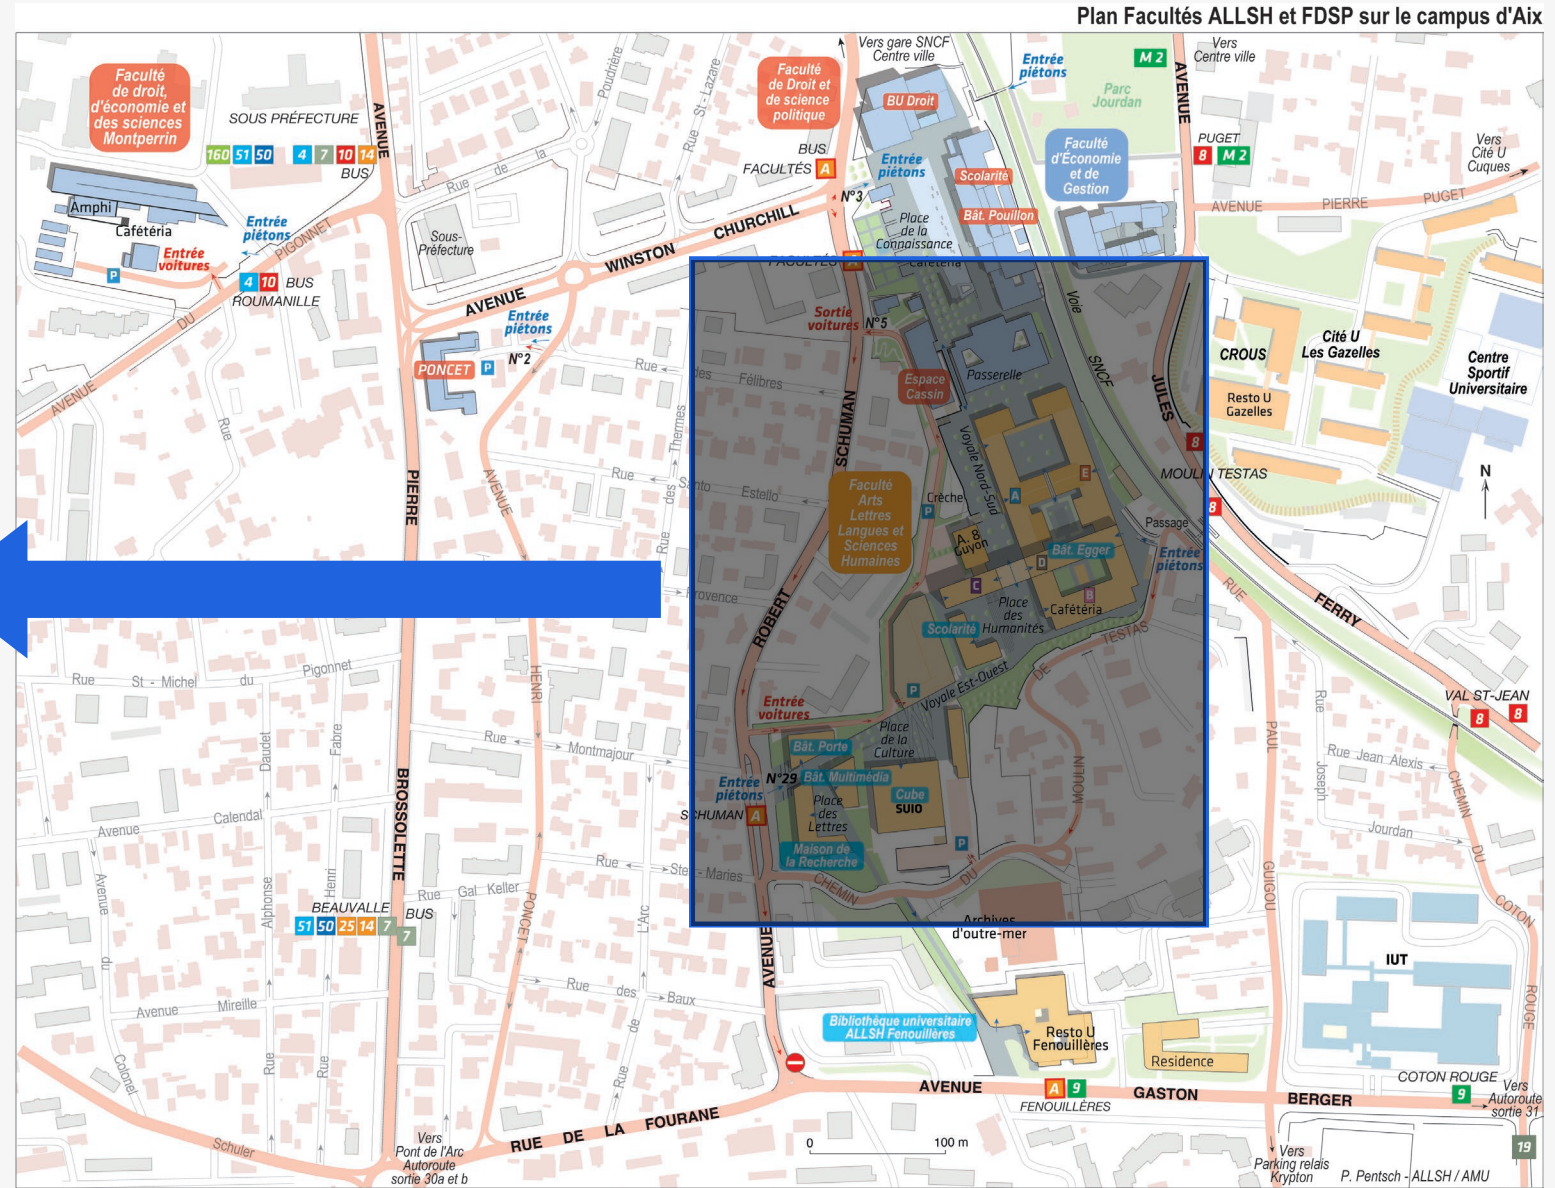 Plan Facultés ALLSH et FDSP sur le campus d'Aix
Faculté
de droit,
d'économie et
des sciences
Montperrin
SOUS PRÉFECTURE
160 51 50 4 7 10 14
BUS
AVENUE
Poudrière
Rue de la
Rue St - Lazare
Faculté
de Droit et
de science
politique
BUS
FACULTÉS A
Vers gare SNCF
Centre ville
BU Droit
Entrée
piétons
Parc
Jourdan
M 2
AVENUE
Vers
Centre ville
PUGET
8 M 2
Vers
Cité U
Cuques
AVENUE PIERRE PUGET
Faculté
d'Économie
et de
Gestion
Entrée
piétons
Scolarité
Bât. Pouillon
N°3
Place
de la
Connaissance
Cafétéria
Amphi
Cafétéria
Entrée
piétons
Entrée
voitures
P
PIGONNET
4 10 BUS
ROUMANILLE
DU
AVENUE
Sous-
Préfecture
AVENUE
WINSTON
CHURCHILL
FACULTÉS A
Entrée
piétons
N°2
PONCET P
Sortie
voitures N°5
Rue des Félibres
Espace
Cassin
Passerelle
Voie
SNCF
JULES
CROUS
Resto U
Gazelles
Cité U
Les Gazelles
Centre
Sportif
Universitaire
Rue
AVENUE
PIERRE
SCHUMAN
Thermes
des
Rue
Rue Santo Estello
Faculté
Arts
Lettres
Langues et
Sciences
Humaines
Voyale Nord-Sud
Crèche
P
A
E
8
MOULIN TESTAS
8
N
Passage
Entrée
piétons
A. 8
Guyon
Bât. Egger
D
C
B
Cafétéria
Place
des
Humanités
Scolarité
Provence
ROBERT
TESTAS
DE
RUE
FERRY
Voyale Est-Ouest
P
Rue St - Michel du Pigonnet
HENRI
Entrée
voitures
Place
de la
Culture
Bât. Porte
N°29
Bât. Multimédia
Cube
SUIO
Entrée
piétons
SCHUMAN A
Place
des
Lettres
Maison de
la Recherche
P
MOULIN
DU
CHEMIN
PAUL
GUIGOU
Rue
Joseph
Rue Jean Alexis
Jourdan
VAL ST-JEAN
8 8
CHEMIN
DU
COTON
ROUGE
Rue Montmajour
Daudet
Fabre
Avenue Calendal
BROSSOLETTE
Alphonse
Henri
Rue Stes - Maries
Rue Gal Keller
BEAUVALLE
51 50 25 14 7
BUS
7
Avenue
du
PONCET
L'Arc
de
Rue
Rue des Baux
Avenue Mireille
Colonel
Rue
Rue
AVENUE
Archives
d'outre-mer
Bibliothèque universitaire
ALLSH Fenouillères
Resto U
Fenouillères
Residence
IUT
AVENUE GASTON BERGER
A 9
FENOUILLÈRES
COTON ROUGE
9
Vers
Autoroute
sortie 31
19
Schuler
Vers
Pont de l'Arc
Autoroute
sortie 30a et b
RUE DE LA FOURANE
0 100 m
Vers
Parking relais
Krypton
P. Pentsch - ALLSH / AMU